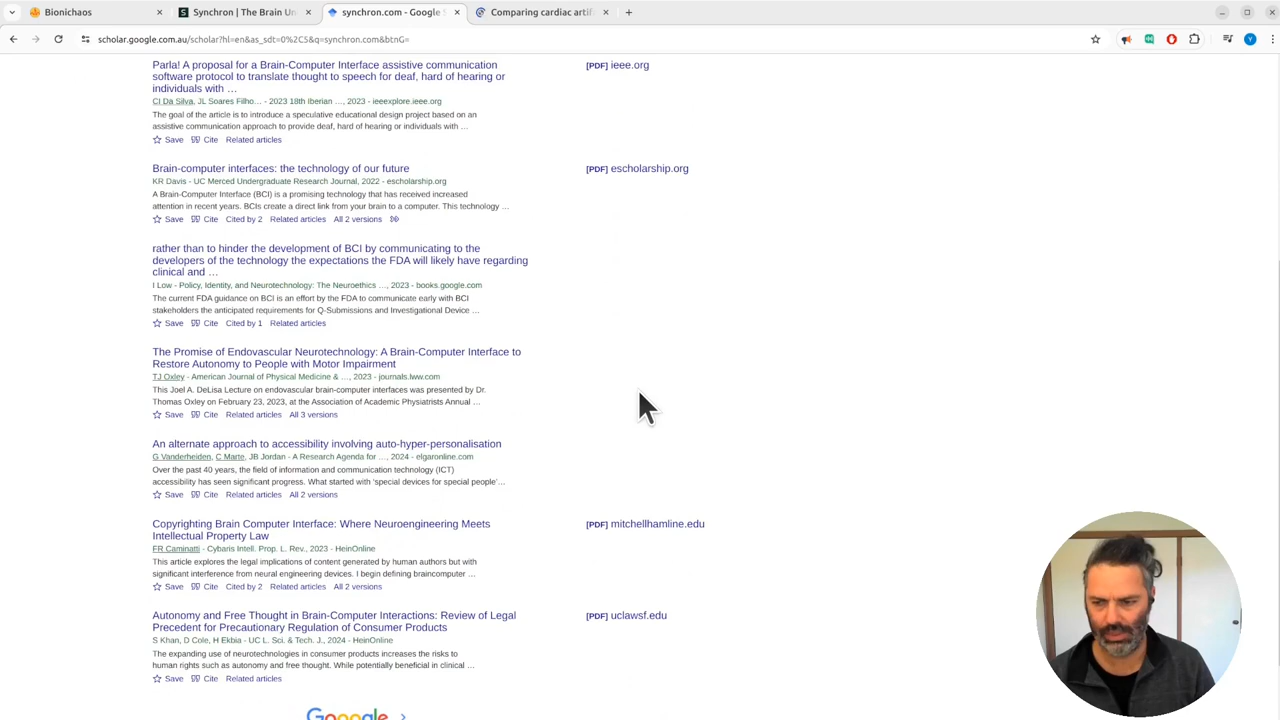 Bionichaos
Synchron | The Brain Un
synchron.com - Google S
Comparing cardiac artif
scholar.google.com.au/scholar?hl=en&as_sdt=0%2C5&q=synchron.com&btnG=
Parla! A proposal for a Brain-Computer Interface assistive communication
software protocol to translate thought to speech for deaf, hard of hearing or
individuals with …
[PDF] ieee.org
CI Da Silva, JL Soares Filho… - 2023 18th Iberian …, 2023 - ieeexplore.ieee.org
The goal of the article is to introduce a speculative educational design project based on an
assistive communication approach to provide deaf, hard of hearing or individuals with …
Save Cite Related articles
Brain-computer interfaces: the technology of our future
[PDF] escholarship.org
KR Davis - UC Merced Undergraduate Research Journal, 2022 - escholarship.org
A Brain-Computer Interface (BCI) is a promising technology that has received increased
attention in recent years. BCIs create a direct link from your brain to a computer. This technology …
Save Cite Cited by 2 Related articles All 2 versions
rather than to hinder the development of BCI by communicating to the
developers of the technology the expectations the FDA will likely have regarding
clinical and …
I Low - Policy, Identity, and Neurotechnology: The Neuroethics …, 2023 - books.google.com
The current FDA guidance on BCI is an effort by the FDA to communicate early with BCI
stakeholders the anticipated requirements for Q-Submissions and Investigational Device …
Save Cite Cited by 1 Related articles
The Promise of Endovascular Neurotechnology: A Brain-Computer Interface to
Restore Autonomy to People with Motor Impairment
TJ Oxley - American Journal of Physical Medicine & …, 2023 - journals.lww.com
This Joel A. DeLisa Lecture on endovascular brain-computer interfaces was presented by Dr.
Thomas Oxley on February 23, 2023, at the Association of Academic Physiatrists Annual …
Save Cite Related articles All 3 versions
An alternate approach to accessibility involving auto-hyper-personalisation
G Vanderheiden, C Marte, JB Jordan - A Research Agenda for …, 2024 - elgaronline.com
Over the past 40 years, the field of information and communication technology (ICT)
accessibility has seen significant progress. What started with 'special devices for special people'…
Save Cite Related articles All 2 versions
Copyrighting Brain Computer Interface: Where Neuroengineering Meets
Intellectual Property Law
[PDF] mitchellhamline.edu
FR Caminatti - Cybaris Intell. Prop. L. Rev., 2023 - HeinOnline
This article explores the legal implications of content generated by human authors but with
significant interference from neural engineering devices. I begin defining braincomputer …
Save Cite Cited by 2 Related articles All 2 versions
Autonomy and Free Thought in Brain-Computer Interactions: Review of Legal
Precedent for Precautionary Regulation of Consumer Products
[PDF] uclawsf.edu
S Khan, D Cole, H Ekbia - UC L. Sci. & Tech. J., 2024 - HeinOnline
The expanding use of neurotechnologies in consumer products increases the risks to
human rights such as autonomy and free thought. While potentially beneficial in clinical …
Save Cite Related articles
Goooogle